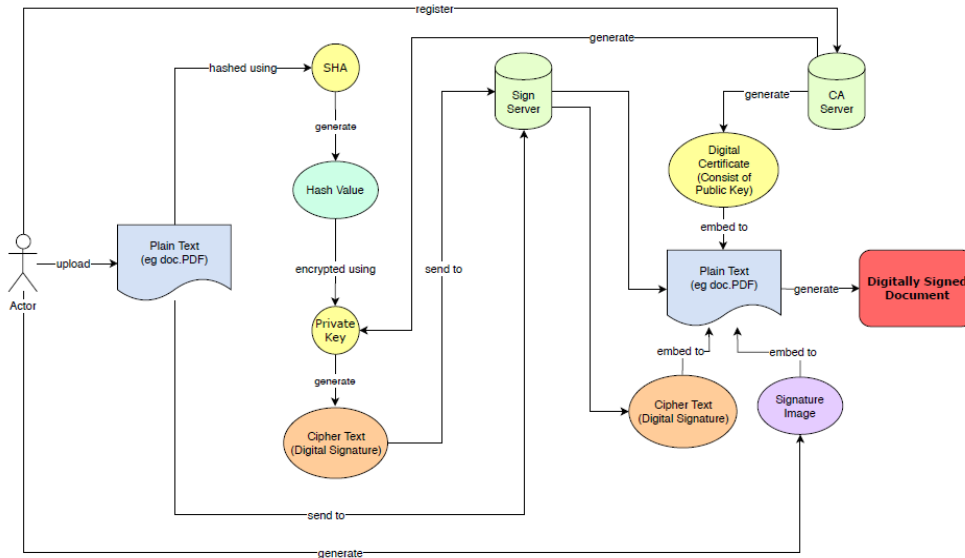 register
generate
hashed using
SHA
Sign
Server
CA
Server
generate
generate
Digital
Certificate
(Consist of
Public Key)
Hash Value
embed to
Plain Text
(eg doc.PDF)
upload
Actor
encrypted using
send to
Plain Text
(eg doc.PDF)
generate
Digitally Signed
Document
Private
Key
generate
embed to
embed to
Cipher Text
(Digital Signature)
Cipher Text
(Digital Signature)
Signature
Image
send to
generate